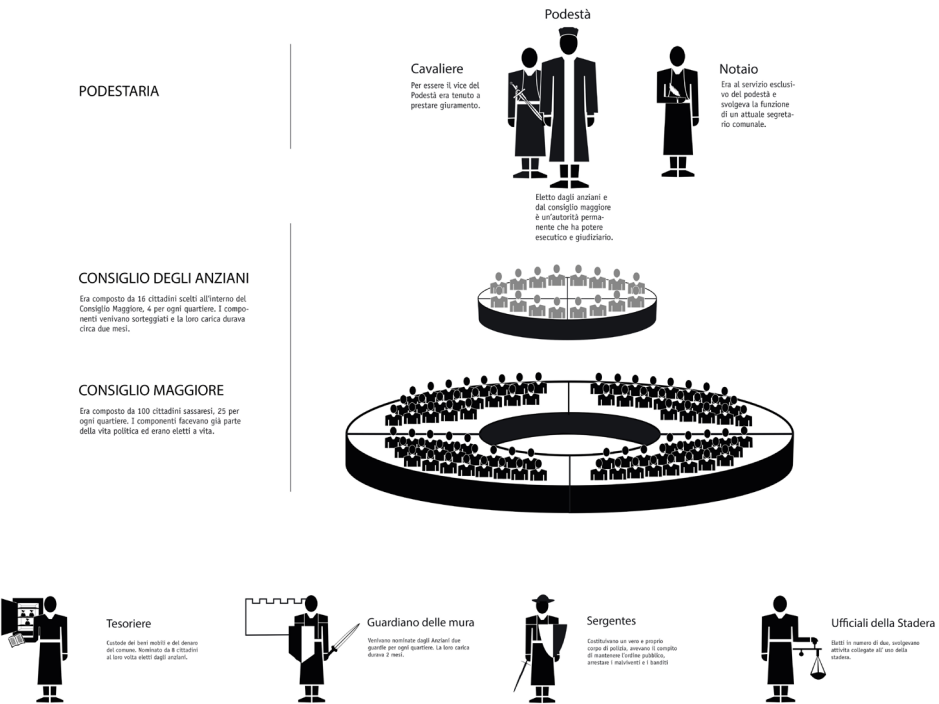 Podestà
PODESTARIA
Cavaliere
Per essere il vice del
Podestà era tenuto a
prestare giuramento.
Notaio
Era al servizio esclusi-
vo del podestà e
svolgeva la funzione
di un attuale segreta-
rio comunale.
Eletto dagli anziani e
dal consiglio maggiore
è un'autorità perma-
nente che ha potere
esecutico e giudiziario.
CONSIGLIO DEGLI ANZIANI
Era composto da 16 cittadini scelti all'interno del
Consiglio Maggiore, 4 per ogni quartiere. I compo-
nenti venivano sorteggiati e la loro carica durava
circa due mesi.
CONSIGLIO MAGGIORE
Era composto da 100 cittadini sassaresi, 25 per
ogni quartiere. I componenti facevano già parte
della vita politica ed erano eletti a vita.
Tesoriere
Custode dei beni mobili e del denaro
del comune. Nominato da 8 cittadini
al loro volta eletti dagli anziani.
Guardiano delle mura
Venivano nominate dagli Anziani due
guardie per ogni quartiere. La loro carica
durava 2 mesi.
Sergentes
Costituivano un vero e proprio
corpo di polizia, avevano il compito
di mantenere l'ordine pubblico,
arrestare i malviventi e i banditi
Ufficiali della Stadera
Eletti in numero di due, svolgevano
attivita collegate all' uso della
stadera.